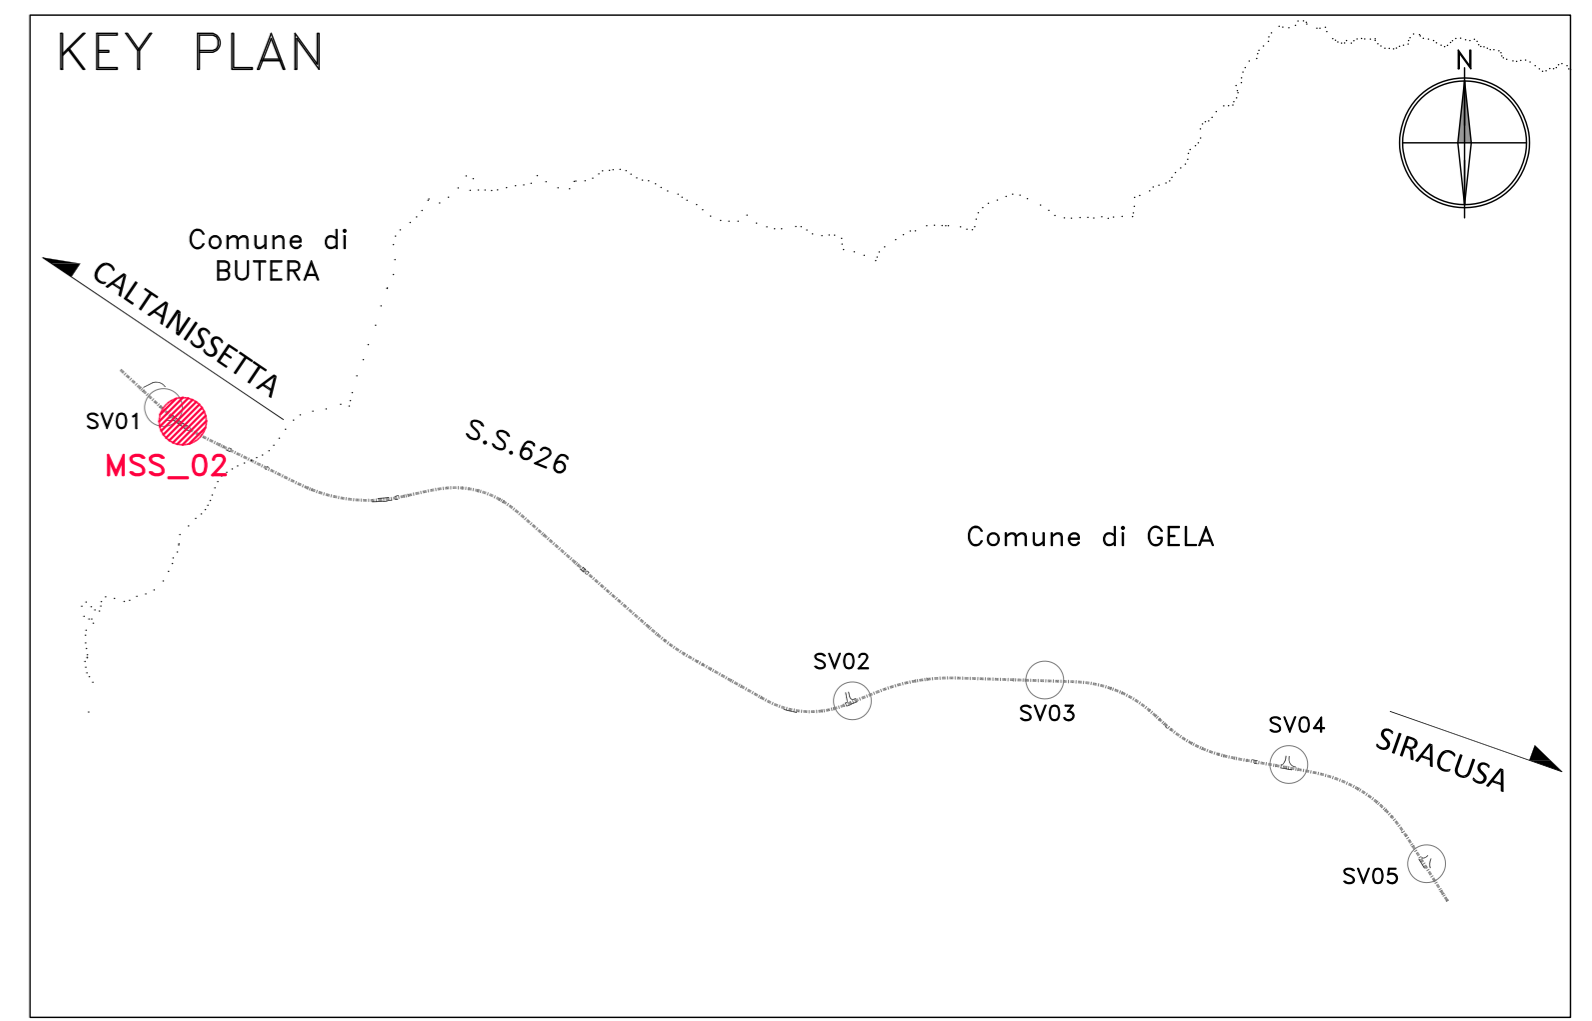 KEY PLAN
N
Comune di
BUTERA
CALTANISSETTA
SV01
MSS_02
S.S.626
Comune di GELA
SV02
SV03
SV04
SIRACUSA
SV05